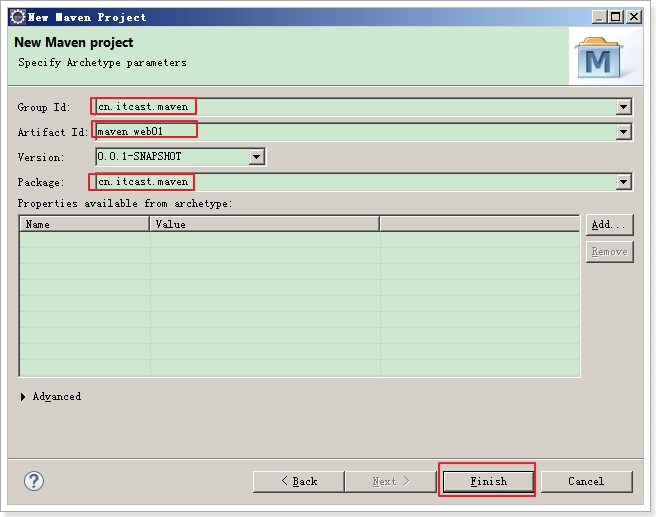 New Maven Project
New Maven project
Specify Archetype parameters
M
Group Id: cn.itcast.maven
Artifact Id: maven_web01
Version: 0.0.1-SNAPSHOT
Package: cn.itcast.maven
Properties available from archetype:
Name Value
Add...
Remove
Advanced
? < Back Next > Finish Cancel